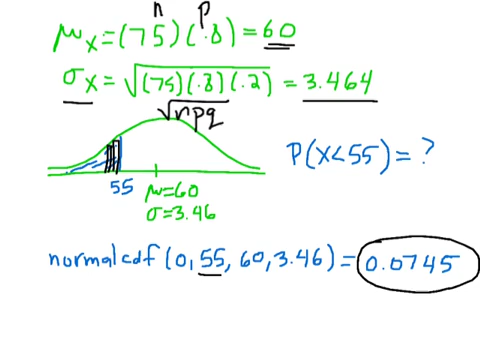 n p
μx = (75)(.8) = 60
σx = √(75)(.8)(.2) = 3.464
√npq
P(X<55) = ?
55
μ=60
σ=3.46
normalcdf (0, 55, 60, 3.46) = 0.0745